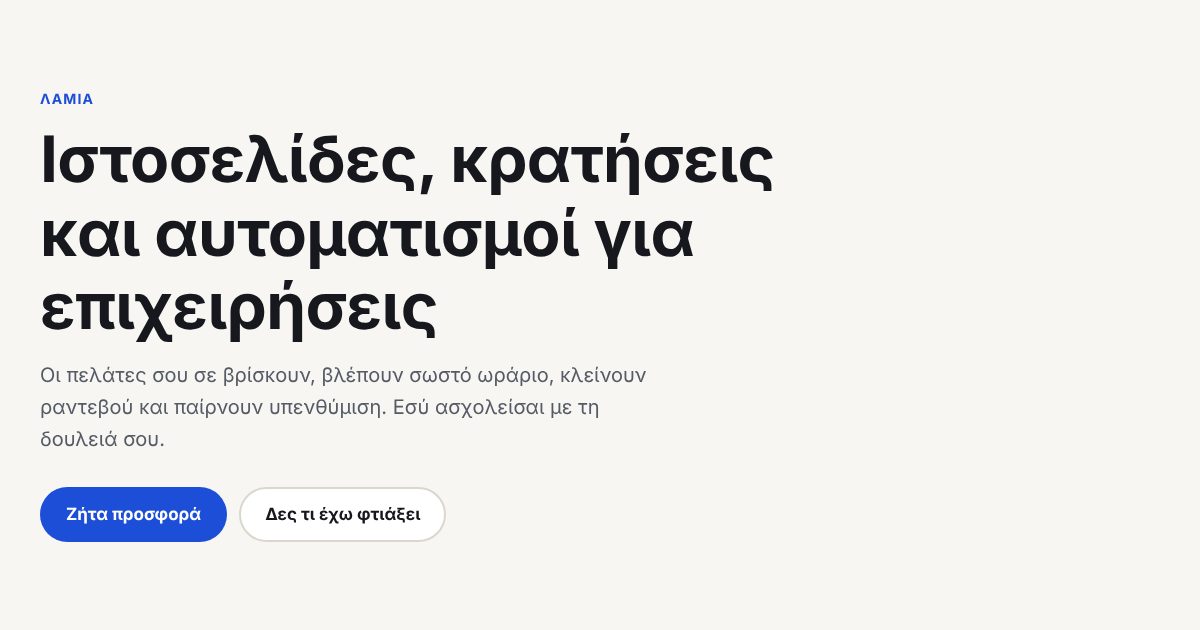 ΛΑΜΙΑ
Ιστοσελίδες, κρατήσεις
και αυτοματισμοί για
επιχειρήσεις
Οι πελάτες σου σε βρίσκουν, βλέπουν σωστό ωράριο, κλείνουν
ραντεβού και παίρνουν υπενθύμιση. Εσύ ασχολείσαι με τη
δουλειά σου.
Ζήτα προσφορά
Δες τι έχω φτιάξει